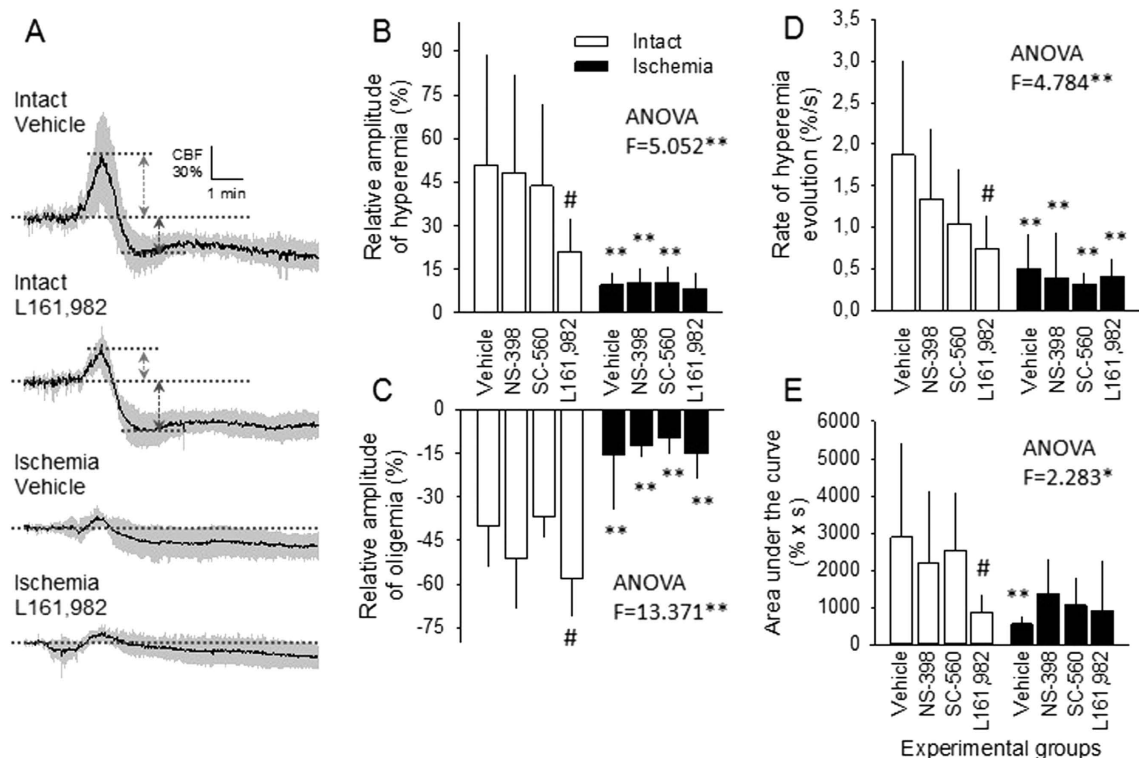 A
Intact
Vehicle
CBF
30%
1 min
Intact
L161,982
Ischemia
Vehicle
Ischemia
L161,982
B
Relative amplitude
of hyperemia (%)
90
75
60
45
30
15
0
Intact
Ischemia
ANOVA
F=5.052**
#
**
**
**
Vehicle
NS-398
SC-560
L161,982
Vehicle
NS-398
SC-560
L161,982
C
Relative amplitude
of oligemia (%)
0
-15
-30
-45
-60
-75
**
**
**
**
#
ANOVA
F=13.371**
D
Rate of hyperemia
evolution (%/s)
3,5
3,0
2,5
2,0
1,5
1,0
0,5
0,0
ANOVA
F=4.784**
#
**
**
**
**
Vehicle
NS-398
SC-560
L161,982
Vehicle
NS-398
SC-560
L161,982
E
Area under the curve
(% x s)
6000
5000
4000
3000
2000
1000
0
ANOVA
F=2.283*
#
**
Vehicle
NS-398
SC-560
L161,982
Vehicle
NS-398
SC-560
L161,982
Experimental groups